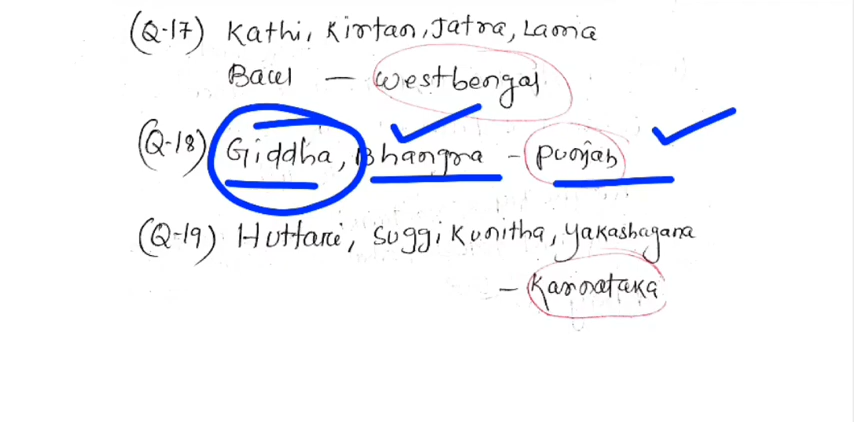 (Q-17) Kathi, Kirtan, Jatra, Lama
Baul — Westbengal
(Q-18) Giddha, Bhangra - Punjab
(Q-19) Huttari, Suggi Kunitha, Yakashagana
- Karnataka